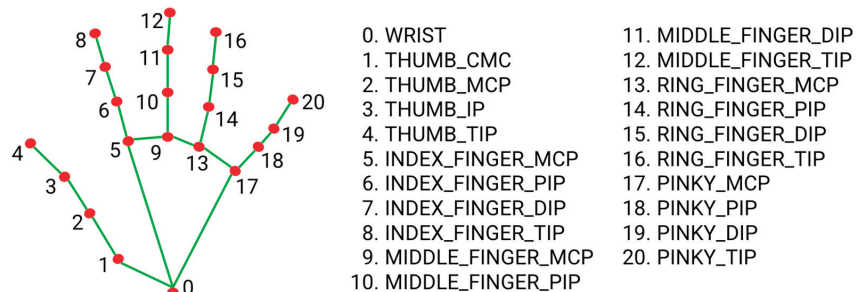 12
8
16
11
7
15
10
6
20
14
4
5
9
19
13
18
3
17
2
1
0
0. WRIST
1. THUMB_CMC
2. THUMB_MCP
3. THUMB_IP
4. THUMB_TIP
5. INDEX_FINGER_MCP
6. INDEX_FINGER_PIP
7. INDEX_FINGER_DIP
8. INDEX_FINGER_TIP
9. MIDDLE_FINGER_MCP
10. MIDDLE_FINGER_PIP
11. MIDDLE_FINGER_DIP
12. MIDDLE_FINGER_TIP
13. RING_FINGER_MCP
14. RING_FINGER_PIP
15. RING_FINGER_DIP
16. RING_FINGER_TIP
17. PINKY_MCP
18. PINKY_PIP
19. PINKY_DIP
20. PINKY_TIP